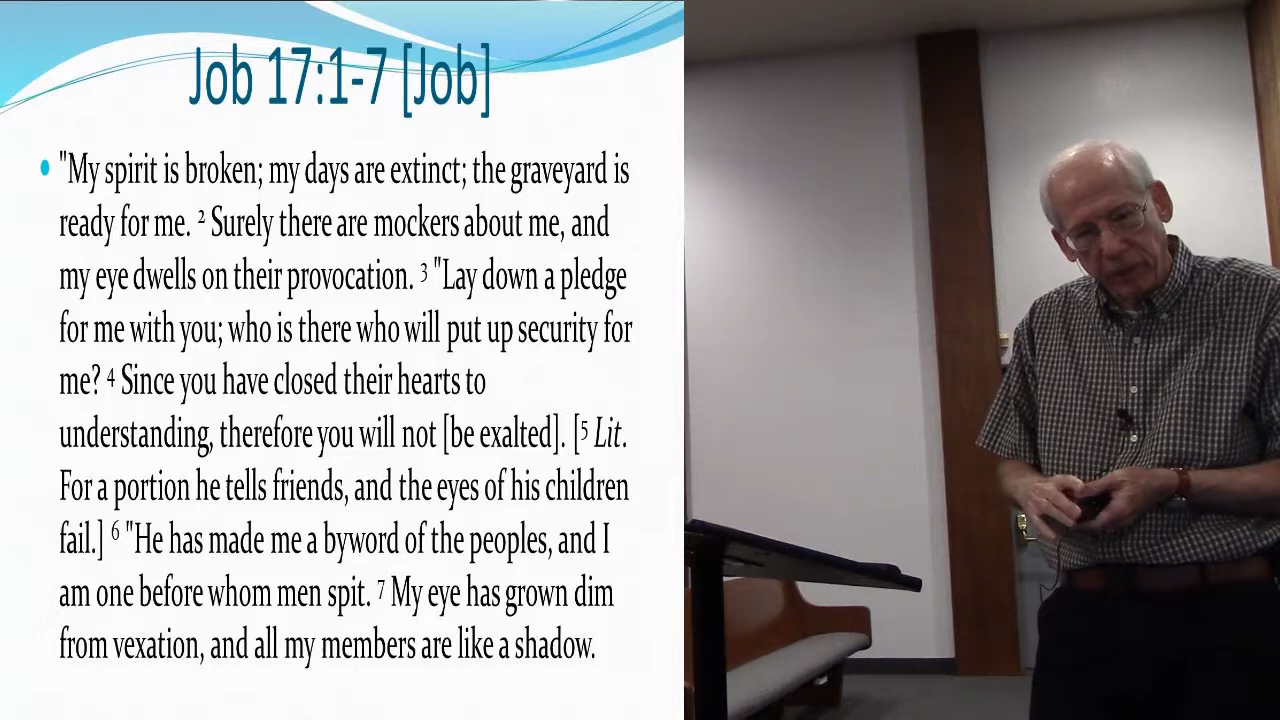 Job 17:1-7 [Job]
• "My spirit is broken; my days are extinct; the graveyard is
ready for me. ² Surely there are mockers about me, and
my eye dwells on their provocation. ³ "Lay down a pledge
for me with you; who is there who will put up security for
me? ⁴ Since you have closed their hearts to
understanding, therefore you will not [be exalted]. [⁵ Lit.
For a portion he tells friends, and the eyes of his children
fail.] ⁶ "He has made me a byword of the peoples, and I
am one before whom men spit. ⁷ My eye has grown dim
from vexation, and all my members are like a shadow.